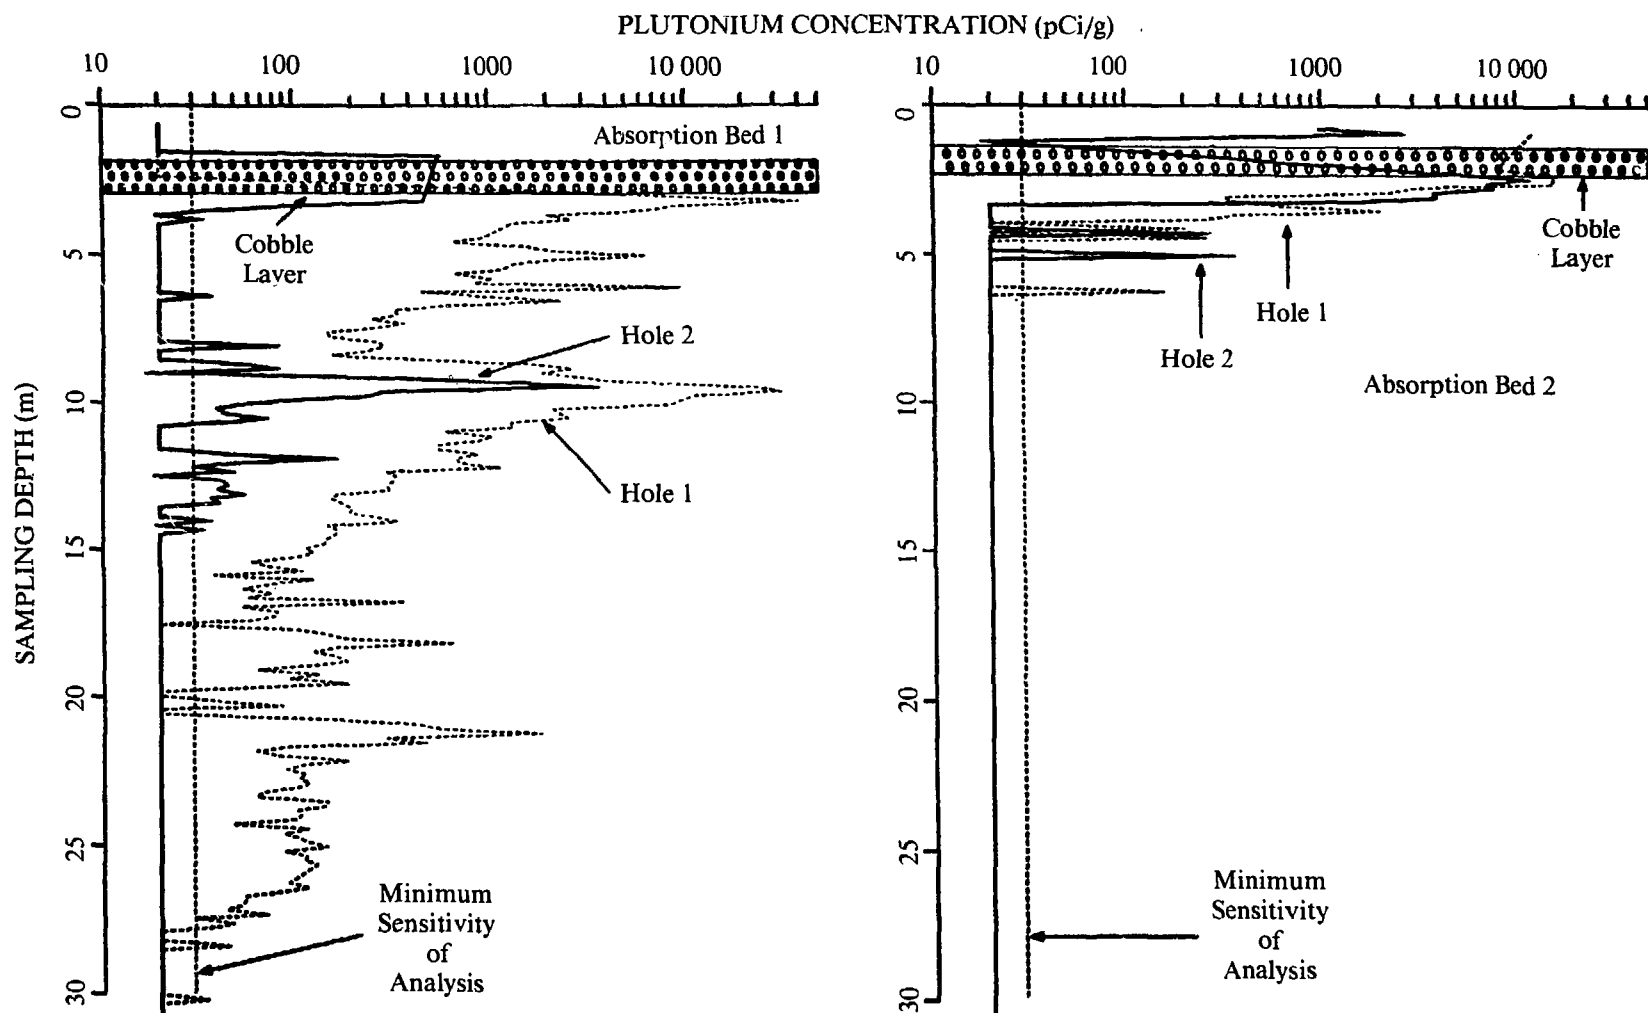 PLUTONIUM CONCENTRATION (pCi/g)
10 100 1000 10 000
10 100 1000 10 000
SAMPLING DEPTH (m)
0
5
10
15
20
25
30
Absorption Bed 1
Cobble
Layer
Hole 2
Hole 1
Minimum
Sensitivity
of
Analysis
0
5
10
15
20
25
30
Cobble
Layer
Hole 1
Hole 2
Absorption Bed 2
Minimum
Sensitivity
of
Analysis